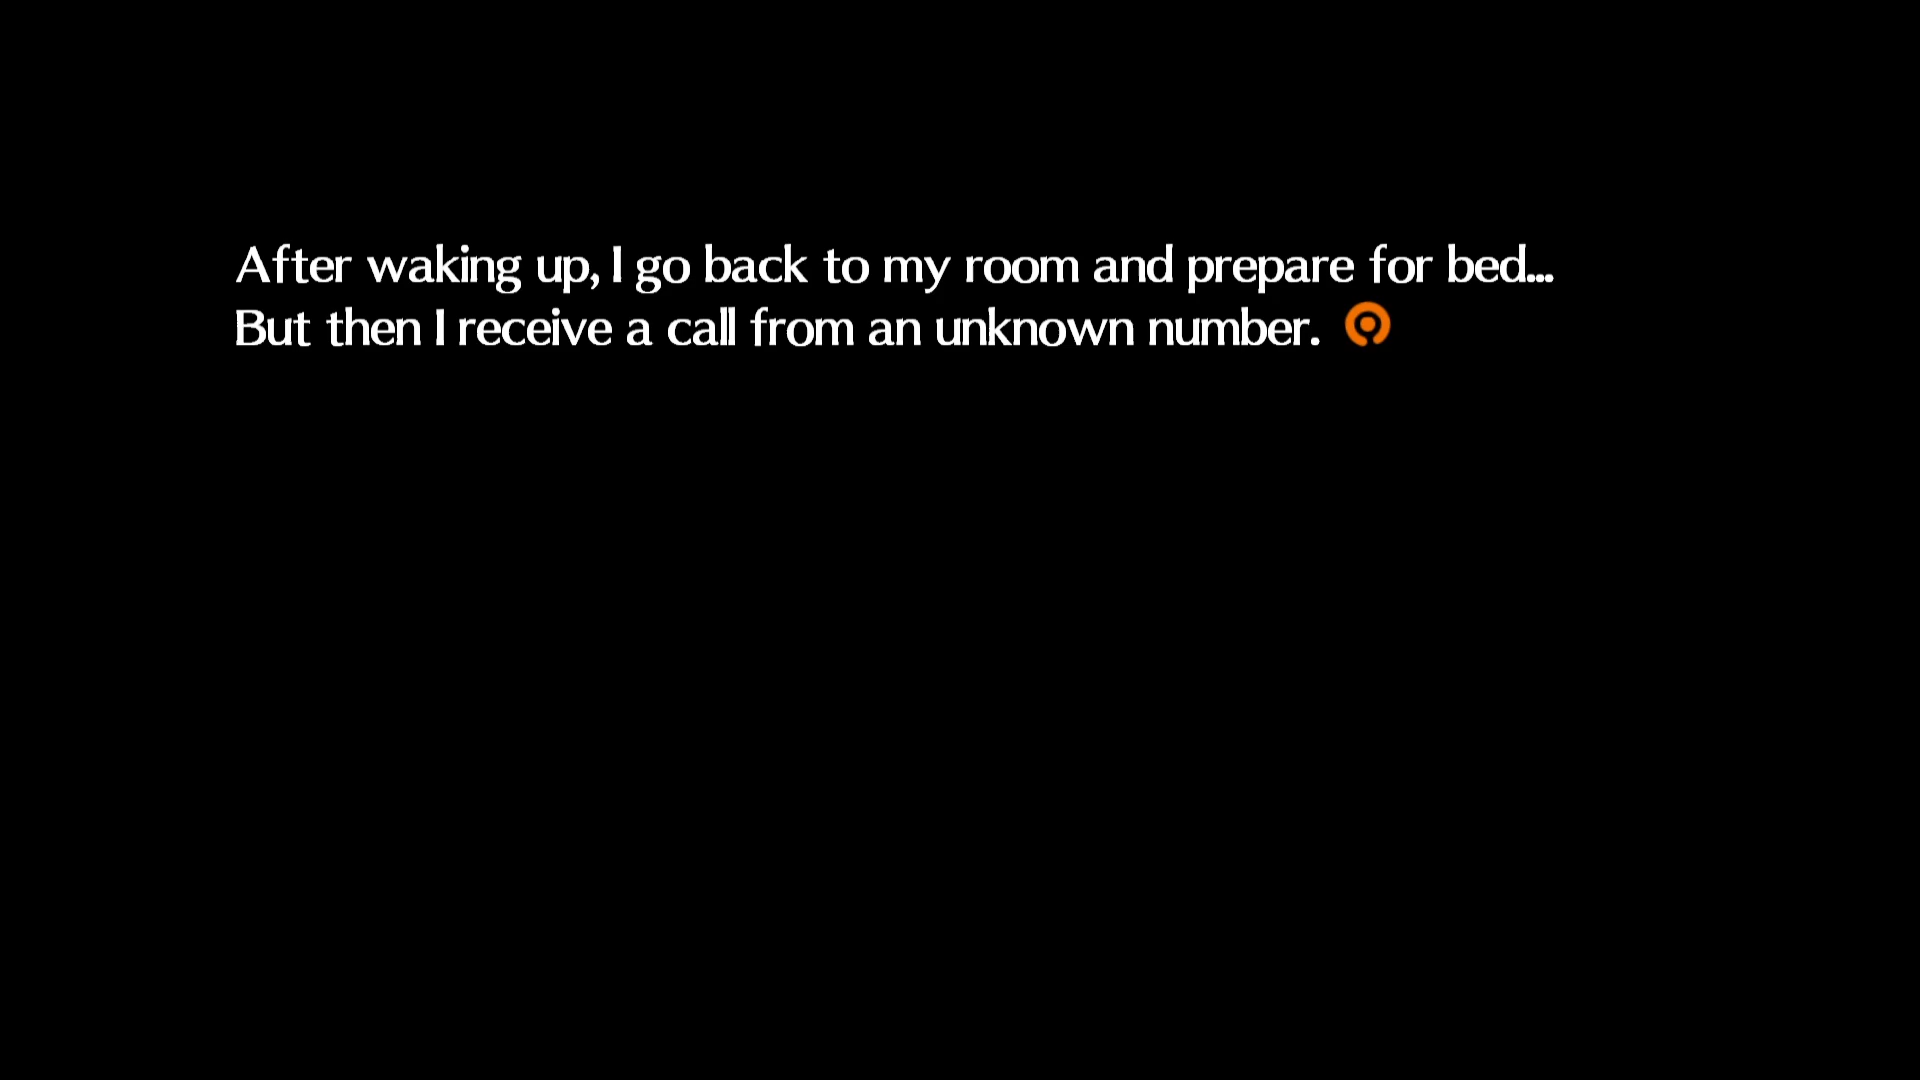 After waking up, I go back to my room and prepare for bed...
But then I receive a call from an unknown number.